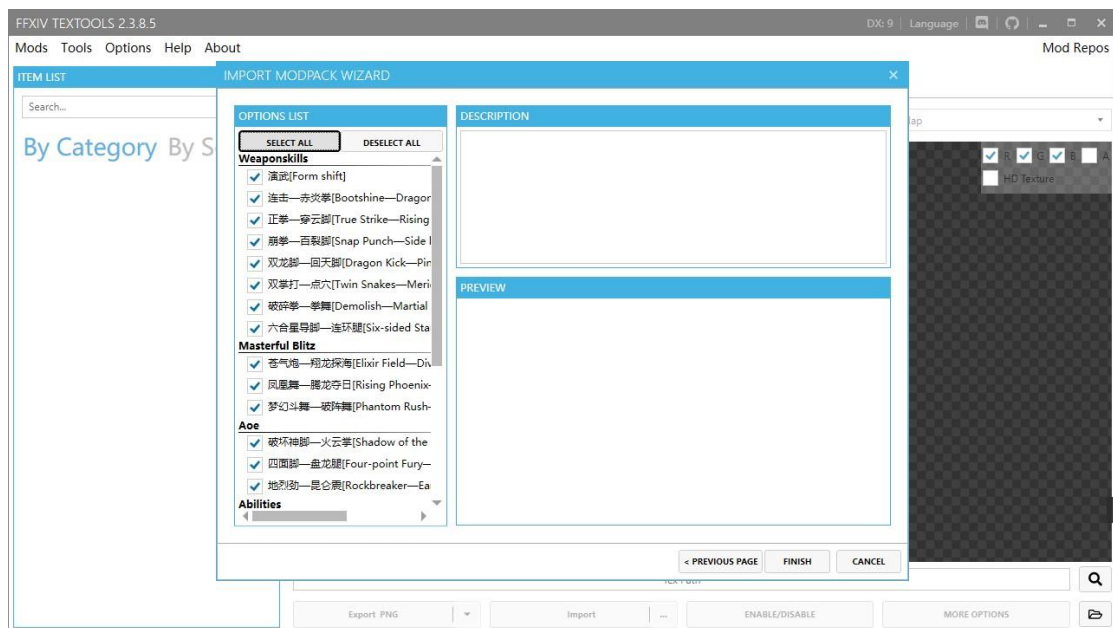 FFXIV TEXTOOLS 2.3.8.5
DX: 9 | Language
Mods Tools Options Help About
Mod Repos
ITEM LIST
Search...
By Category By S
IMPORT MODPACK WIZARD
OPTIONS LIST
SELECT ALL DESELECT ALL
Weaponskills
演武[Form shift]
连击—赤炎拳[Bootshine—Dragor
正拳—穿云脚[True Strike—Rising
崩拳—百裂脚[Snap Punch—Side
双龙脚—回天脚[Dragon Kick—Pin
双掌打—点穴[Twin Snakes—Meri
破碎拳—拳舞[Demolish—Martial
六合星导脚—连环腿[Six-sided Sta
Masterful Blitz
苍气炮—翔龙探海[Elixir Field—Div
凤凰舞—腾龙夺日[Rising Phoenix-
梦幻斗舞—破阵舞[Phantom Rush-
Aoe
破坏神脚—火云掌[Shadow of the
四面脚—盘龙腿[Four-point Fury—
地烈劲—昆仑震[Rockbreaker—Ea
Abilities
DESCRIPTION
PREVIEW
ap
R G B A
HD Texture
< PREVIOUS PAGE FINISH CANCEL
Tex Path
Export PNG Import ... ENABLE/DISABLE MORE OPTIONS